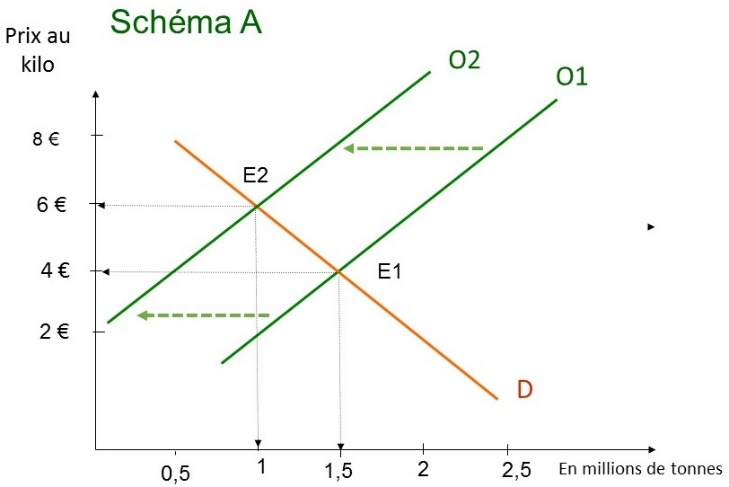 Schéma A
Prix au
kilo
O2
O1
8 €
E2
6 €
4 €
E1
2 €
D
0,5
1
1,5
2
2,5
En millions de tonnes